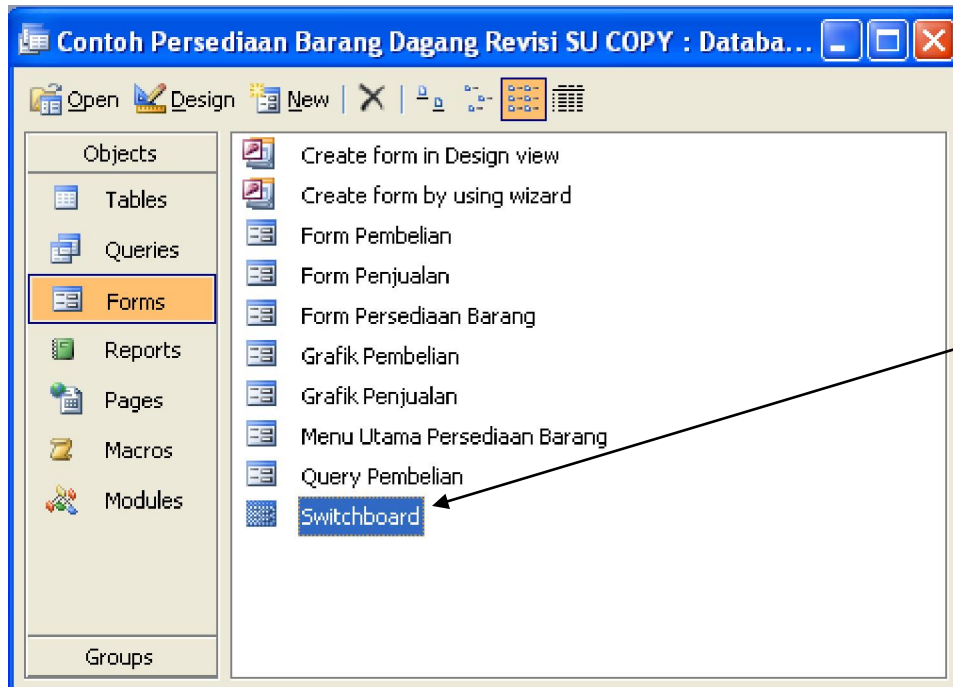 Contoh Persediaan Barang Dagang Revisi SU COPY : Databa...
Open Design New
Objects
Tables
Queries
Forms
Reports
Pages
Macros
Modules
Groups
Create form in Design view
Create form by using wizard
Form Pembelian
Form Penjualan
Form Persediaan Barang
Grafik Pembelian
Grafik Penjualan
Menu Utama Persediaan Barang
Query Pembelian
Switchboard